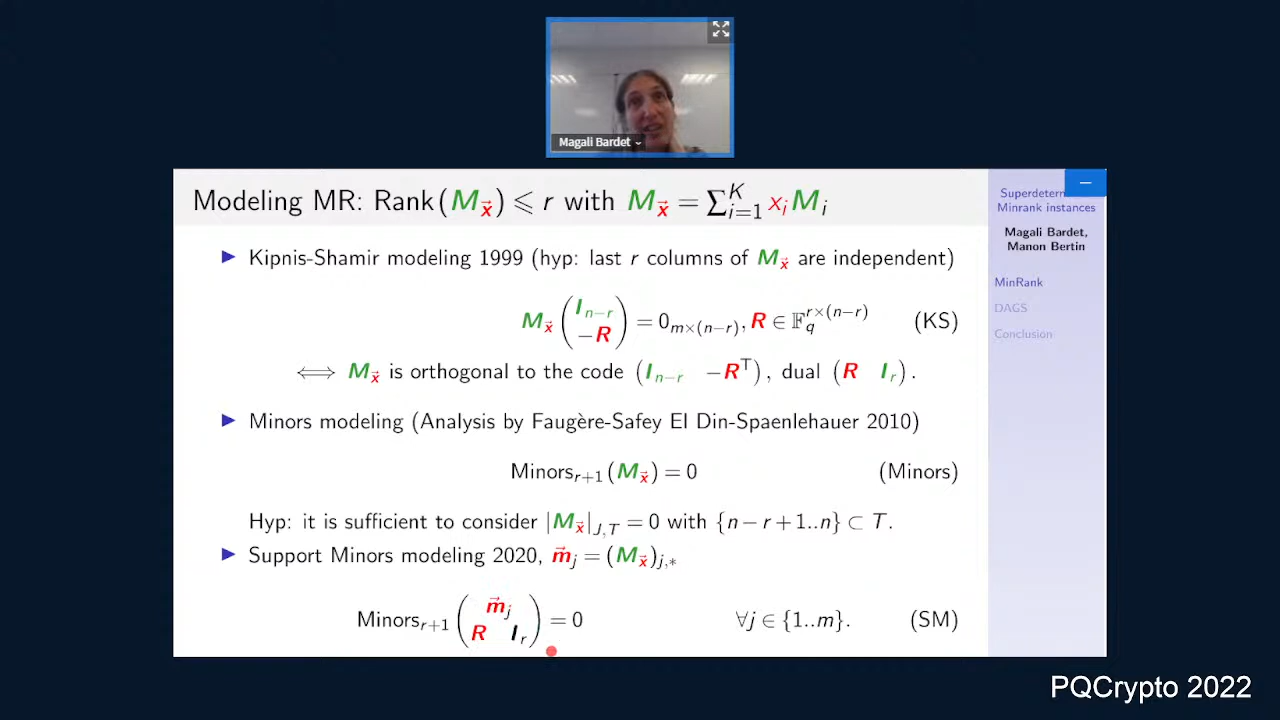 Magali Bardet
Modeling MR: Rank(M_x⃗) ⩽ r with M_x⃗ = ∑_{i=1}^{K} x_i M_i
▶ Kipnis-Shamir modeling 1999 (hyp: last r columns of M_x⃗ are independent)
M_x⃗ (I_{n−r} / −R) = 0_{m×(n−r)}, R ∈ 𝔽_q^{r×(n−r)} (KS)
⟺ M_x⃗ is orthogonal to the code (I_{n−r} −R^⊤), dual (R I_r).
▶ Minors modeling (Analysis by Faugère-Safey El Din-Spaenlehauer 2010)
Minors_{r+1}(M_x⃗) = 0 (Minors)
Hyp: it is sufficient to consider |M_x⃗|_{J,T} = 0 with {n − r + 1..n} ⊂ T.
▶ Support Minors modeling 2020, m⃗_j = (M_x⃗)_{j,*}
Minors_{r+1} (m⃗_j / R I_r) = 0 ∀j ∈ {1..m}. (SM)
Minrank instances
Magali Bardet,
Manon Bertin
MinRank
DAGS
Conclusion
PQCrypto 2022